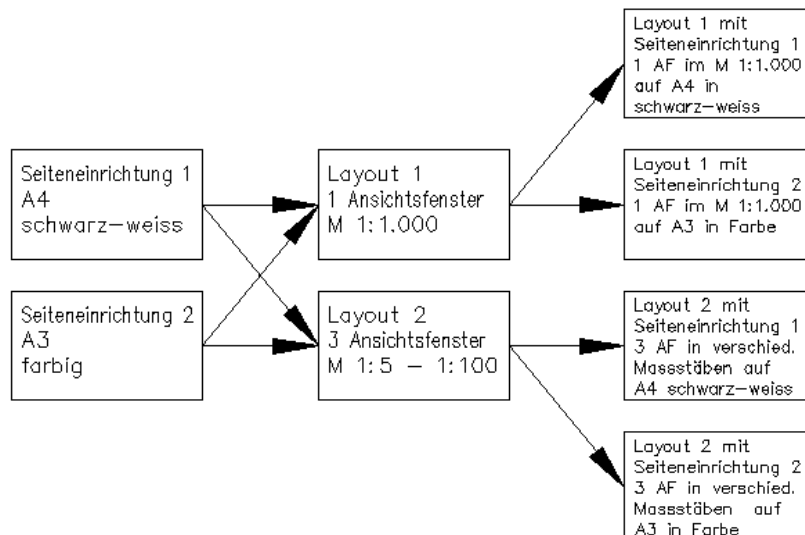 Seiteneinrichtung 1
A4
schwarz-weiss
Seiteneinrichtung 2
A3
farbig
Layout 1
1 Ansichtsfenster
M 1:1.000
Layout 2
3 Ansichtsfenster
M 1:5 - 1:100
Layout 1 mit
Seiteneinrichtung 1
1 AF im M 1:1.000
auf A4 in
schwarz-weiss
Layout 1 mit
Seiteneinrichtung 2
1 AF im M 1:1.000
auf A3 in Farbe
Layout 2 mit
Seiteneinrichtung 1
3 AF in verschied.
Massstäben auf
A4 schwarz-weiss
Layout 2 mit
Seiteneinrichtung 2
3 AF in verschied.
Massstäben auf
A3 in Farbe